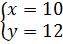 x = 10
y = 12